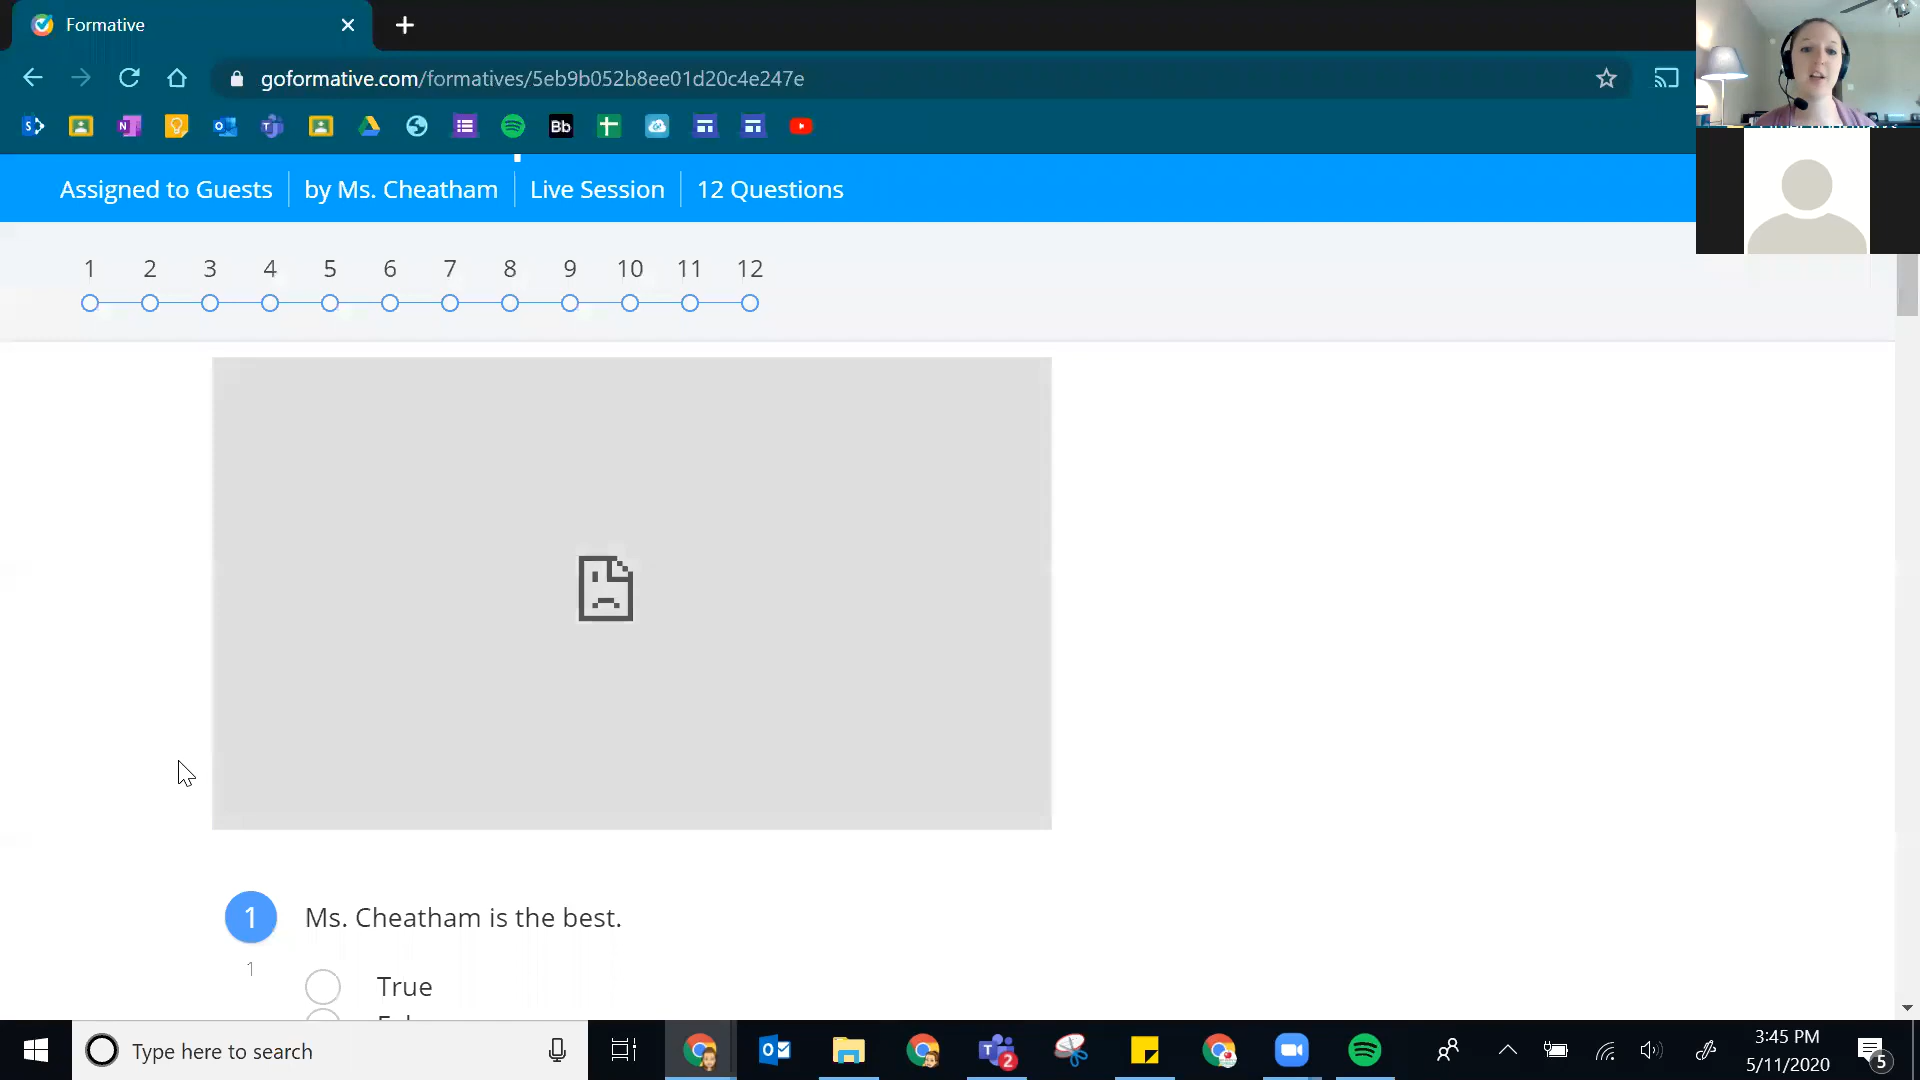 Formative
goformative.com/formatives/5eb9b052b8ee01d20c4e247e
Bb
Assigned to Guests by Ms. Cheatham Live Session 12 Questions
1 2 3 4 5 6 7 8 9 10 11 12
1 Ms. Cheatham is the best.
1
True
Type here to search
2
3:45 PM
5/11/2020
5